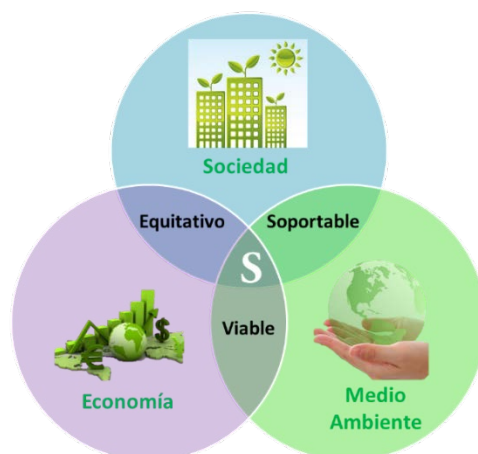 Sociedad
Equitativo
Soportable
S
Viable
$
€
Economía
Medio
Ambiente